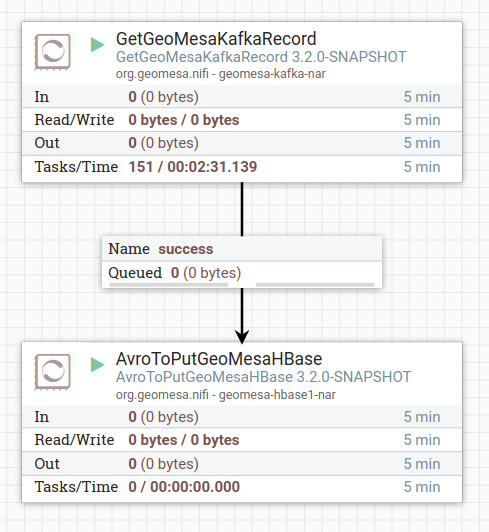 GetGeoMesaKafkaRecord
GetGeoMesaKafkaRecord 3.2.0-SNAPSHOT
org.geomesa.nifi - geomesa-kafka-nar
In 0 (0 bytes) 5 min
Read/Write 0 bytes / 0 bytes 5 min
Out 0 (0 bytes) 5 min
Tasks/Time 151 / 00:02:31.139 5 min
Name success
Queued 0 (0 bytes)
AvroToPutGeoMesaHBase
AvroToPutGeoMesaHBase 3.2.0-SNAPSHOT
org.geomesa.nifi - geomesa-hbase1-nar
In 0 (0 bytes) 5 min
Read/Write 0 bytes / 0 bytes 5 min
Out 0 (0 bytes) 5 min
Tasks/Time 0 / 00:00:00.000 5 min